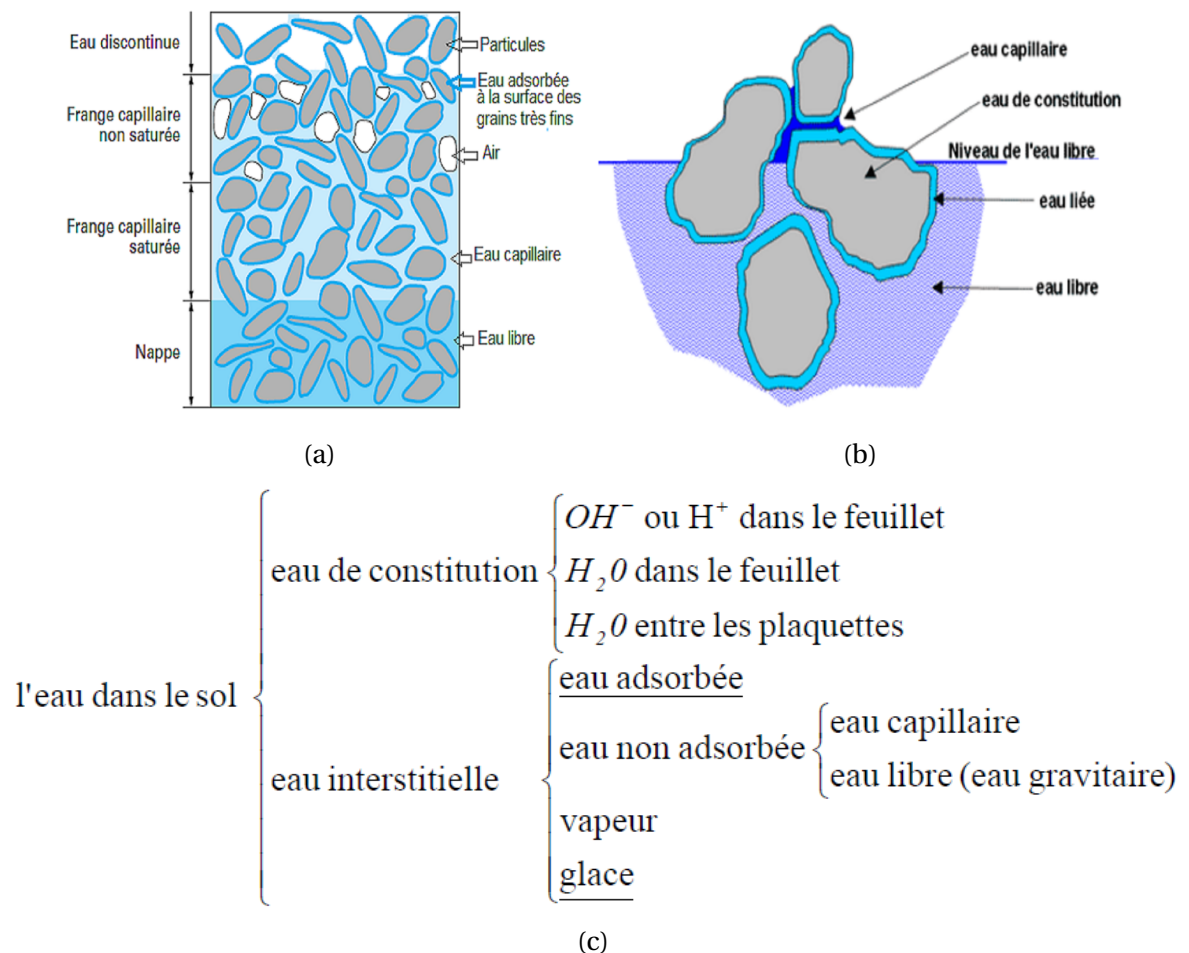 Eau discontinue
Frange capillaire
non saturée
Frange capillaire
saturée
Nappe
Particules
Eau adsorbée
à la surface des
grains très fins
Air
Eau capillaire
Eau libre
(a)
eau capillaire
eau de constitution
Niveau de l'eau libre
eau liée
eau libre
(b)
l'eau dans le sol
eau de constitution
OH⁻ ou H⁺ dans le feuillet
H₂0 dans le feuillet
H₂0 entre les plaquettes
eau interstitielle
eau adsorbée
eau non adsorbée
eau capillaire
eau libre (eau gravitaire)
vapeur
glace
(c)